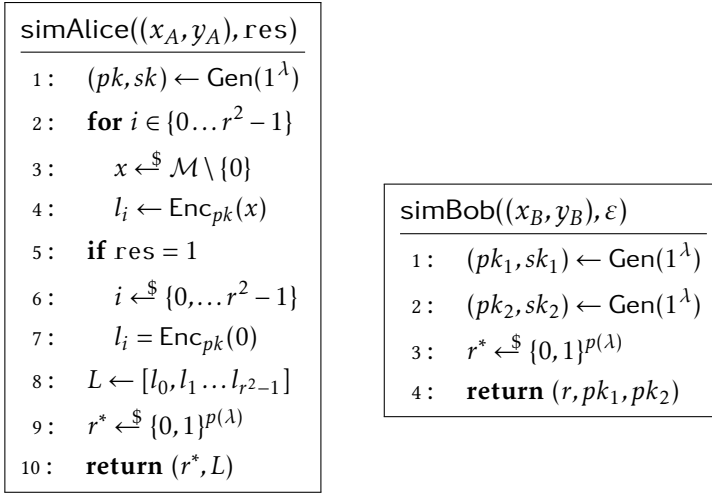 simAlice((x_A, y_A), res)
1 : (pk, sk) ← Gen(1^λ)
2 : for i ∈ {0...r^2 − 1}
3 : x ←$ M \ {0}
4 : l_i ← Enc_pk(x)
5 : if res = 1
6 : i ←$ {0,...r^2 − 1}
7 : l_i = Enc_pk(0)
8 : L ← [l_0, l_1 ... l_{r^2−1}]
9 : r* ←$ {0,1}^{p(λ)}
10 : return (r*, L)
simBob((x_B, y_B), ε)
1 : (pk_1, sk_1) ← Gen(1^λ)
2 : (pk_2, sk_2) ← Gen(1^λ)
3 : r* ←$ {0,1}^{p(λ)}
4 : return (r, pk_1, pk_2)